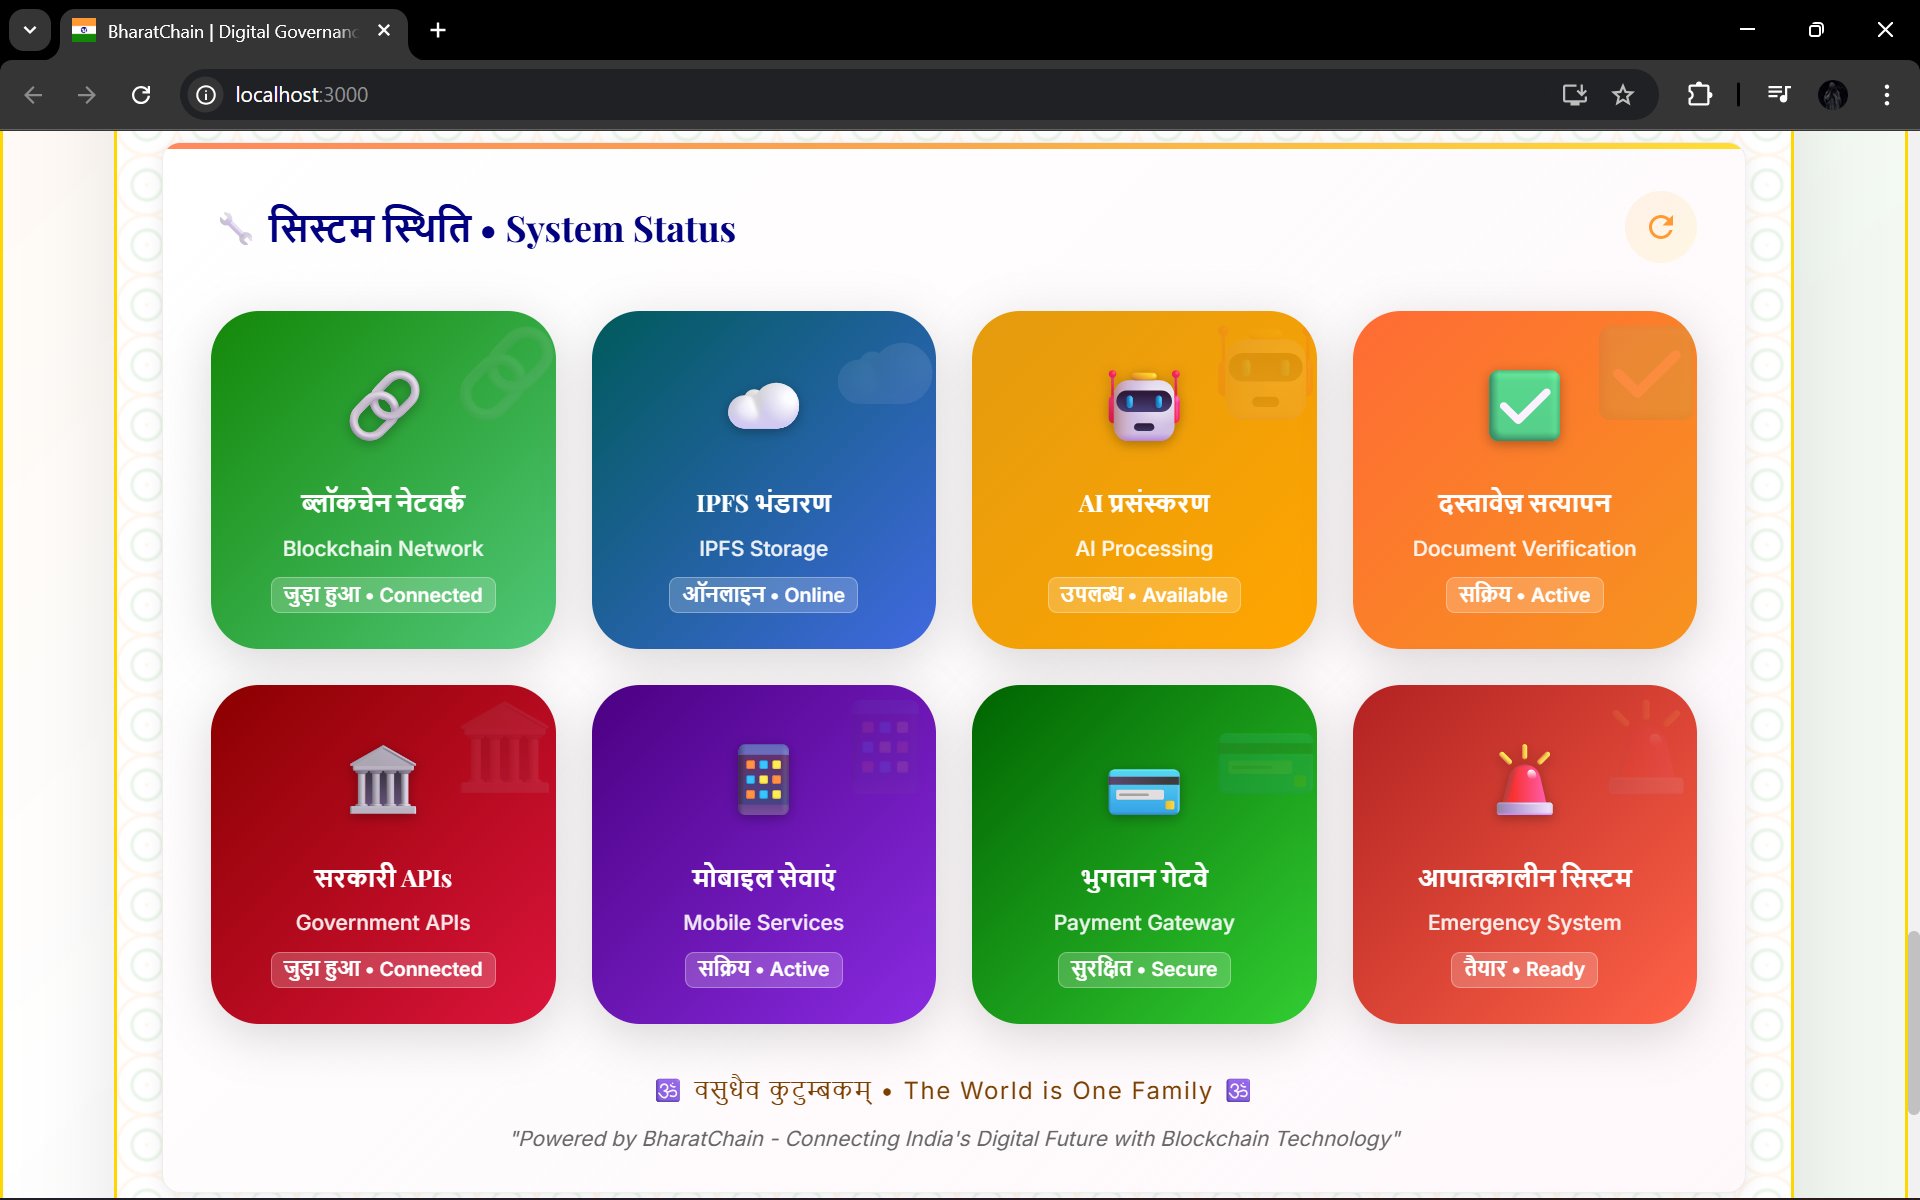 BharatChain | Digital Governanc
localhost:3000
सिस्टम स्थिति • System Status
ब्लॉकचेन नेटवर्क
Blockchain Network
जुड़ा हुआ • Connected
IPFS भंडारण
IPFS Storage
ऑनलाइन • Online
AI प्रसंस्करण
AI Processing
उपलब्ध • Available
दस्तावेज़ सत्यापन
Document Verification
सक्रिय • Active
सरकारी APIs
Government APIs
जुड़ा हुआ • Connected
मोबाइल सेवाएं
Mobile Services
सक्रिय • Active
भुगतान गेटवे
Payment Gateway
सुरक्षित • Secure
आपातकालीन सिस्टम
Emergency System
तैयार • Ready
🕉 वसुधैव कुटुम्बकम् • The World is One Family 🕉
"Powered by BharatChain - Connecting India's Digital Future with Blockchain Technology"